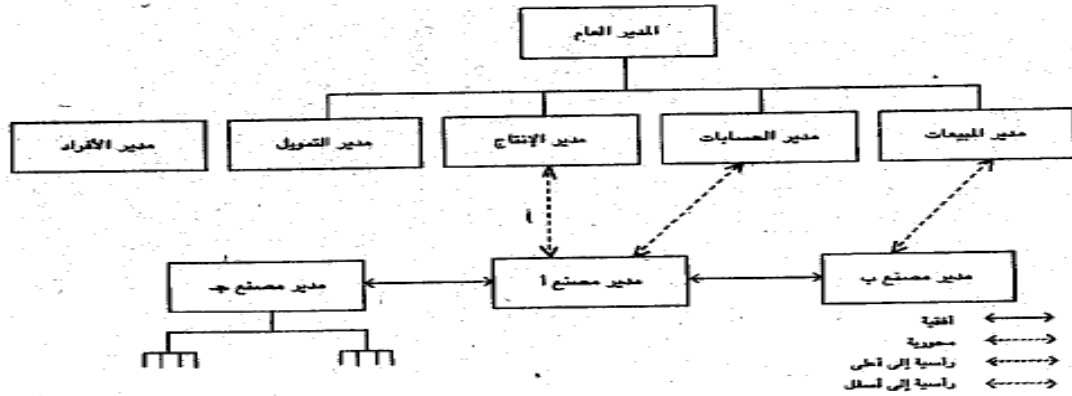 المدير العام
مدير المبيعات
مدير الحسابات
مدير الإنتاج
مدير التمويل
مدير الأفراد
أ
مدير مصنع ب
مدير مصنع أ
مدير مصنع جـ
أفقية
محورية
رأسية إلى أعلى
رأسية إلى أسفل